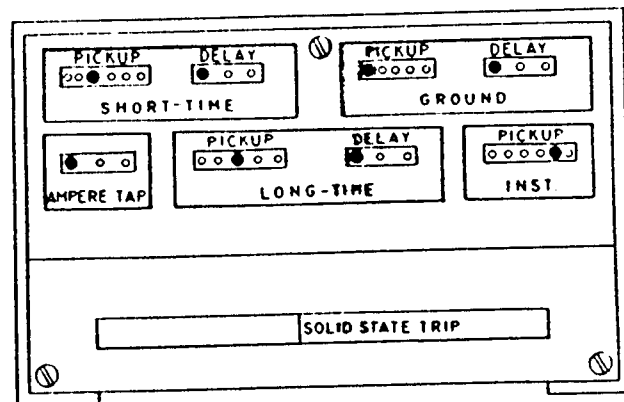 PICKUP DELAY
SHORT-TIME
PICKUP DELAY
GROUND
AMPERE TAP
PICKUP DELAY
LONG-TIME
PICKUP
INST.
SOLID STATE TRIP